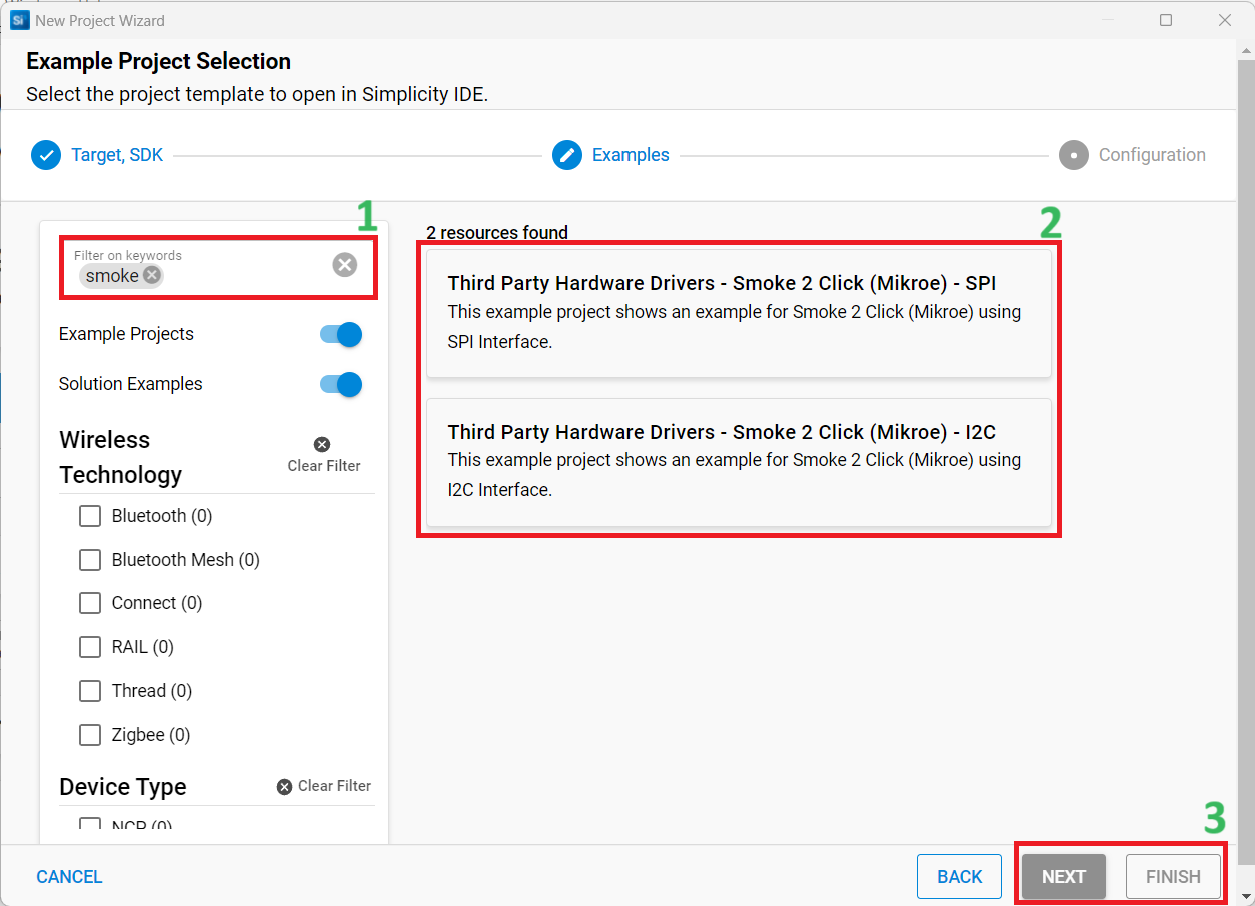 Si
New Project Wizard
Example Project Selection
Select the project template to open in Simplicity IDE.
Target, SDK
Examples
Configuration
1
Filter on keywords
smoke
Example Projects
Solution Examples
Wireless
Technology
Clear Filter
Bluetooth (0)
Bluetooth Mesh (0)
Connect (0)
RAIL (0)
Thread (0)
Zigbee (0)
Device Type
Clear Filter
NCP (0)
2 resources found
2
Third Party Hardware Drivers - Smoke 2 Click (Mikroe) - SPI
This example project shows an example for Smoke 2 Click (Mikroe) using
SPI Interface.
Third Party Hardware Drivers - Smoke 2 Click (Mikroe) - I2C
This example project shows an example for Smoke 2 Click (Mikroe) using
I2C Interface.
3
CANCEL
BACK
NEXT
FINISH